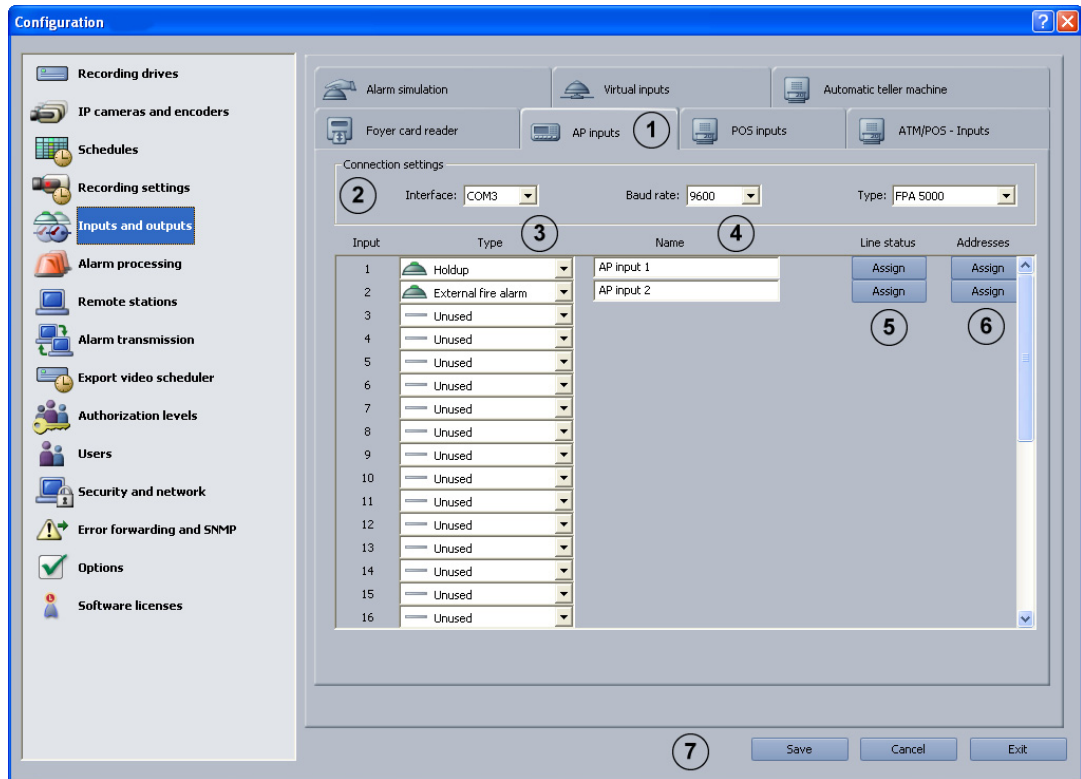 Configuration
Recording drives
IP cameras and encoders
Schedules
Recording settings
Inputs and outputs
Alarm processing
Remote stations
Alarm transmission
Export video scheduler
Authorization levels
Users
Security and network
Error forwarding and SNMP
Options
Software licenses
Alarm simulation
Virtual inputs
Automatic teller machine
Foyer card reader
AP inputs
1
POS inputs
ATM/POS - Inputs
Connection settings
2
Interface: COM3
Baud rate: 9600
Type: FPA 5000
Input Type 3 Name 4 Line status Addresses
1 Holdup AP input 1 Assign Assign
2 External fire alarm AP input 2 Assign Assign
5 6
3 Unused
4 Unused
5 Unused
6 Unused
7 Unused
8 Unused
9 Unused
10 Unused
11 Unused
12 Unused
13 Unused
14 Unused
15 Unused
16 Unused
7
Save
Cancel
Exit